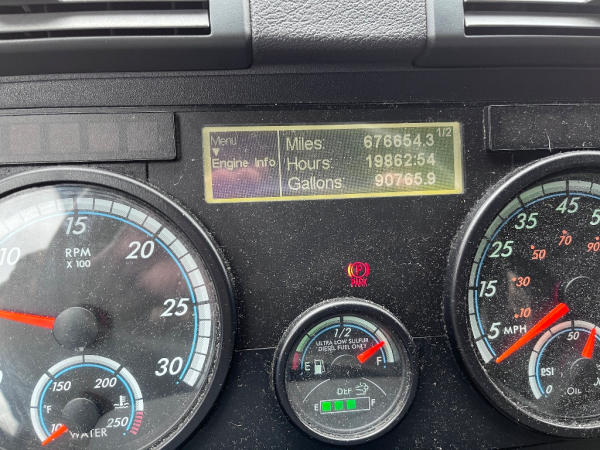 Menu
Engine Info
1/2
Miles: 676654.3
Hours: 19862:54
Gallons: 90765.9
10 15 20 25 30
RPM
X 100
150 200 250
°F
WATER
PARK
1/2
ULTRA LOW SULFUR
DIESEL FUEL ONLY
E F
DEF
E F
5 15 25 35 45
10 30 50 70 90
MPH
0 50
PSI
OIL